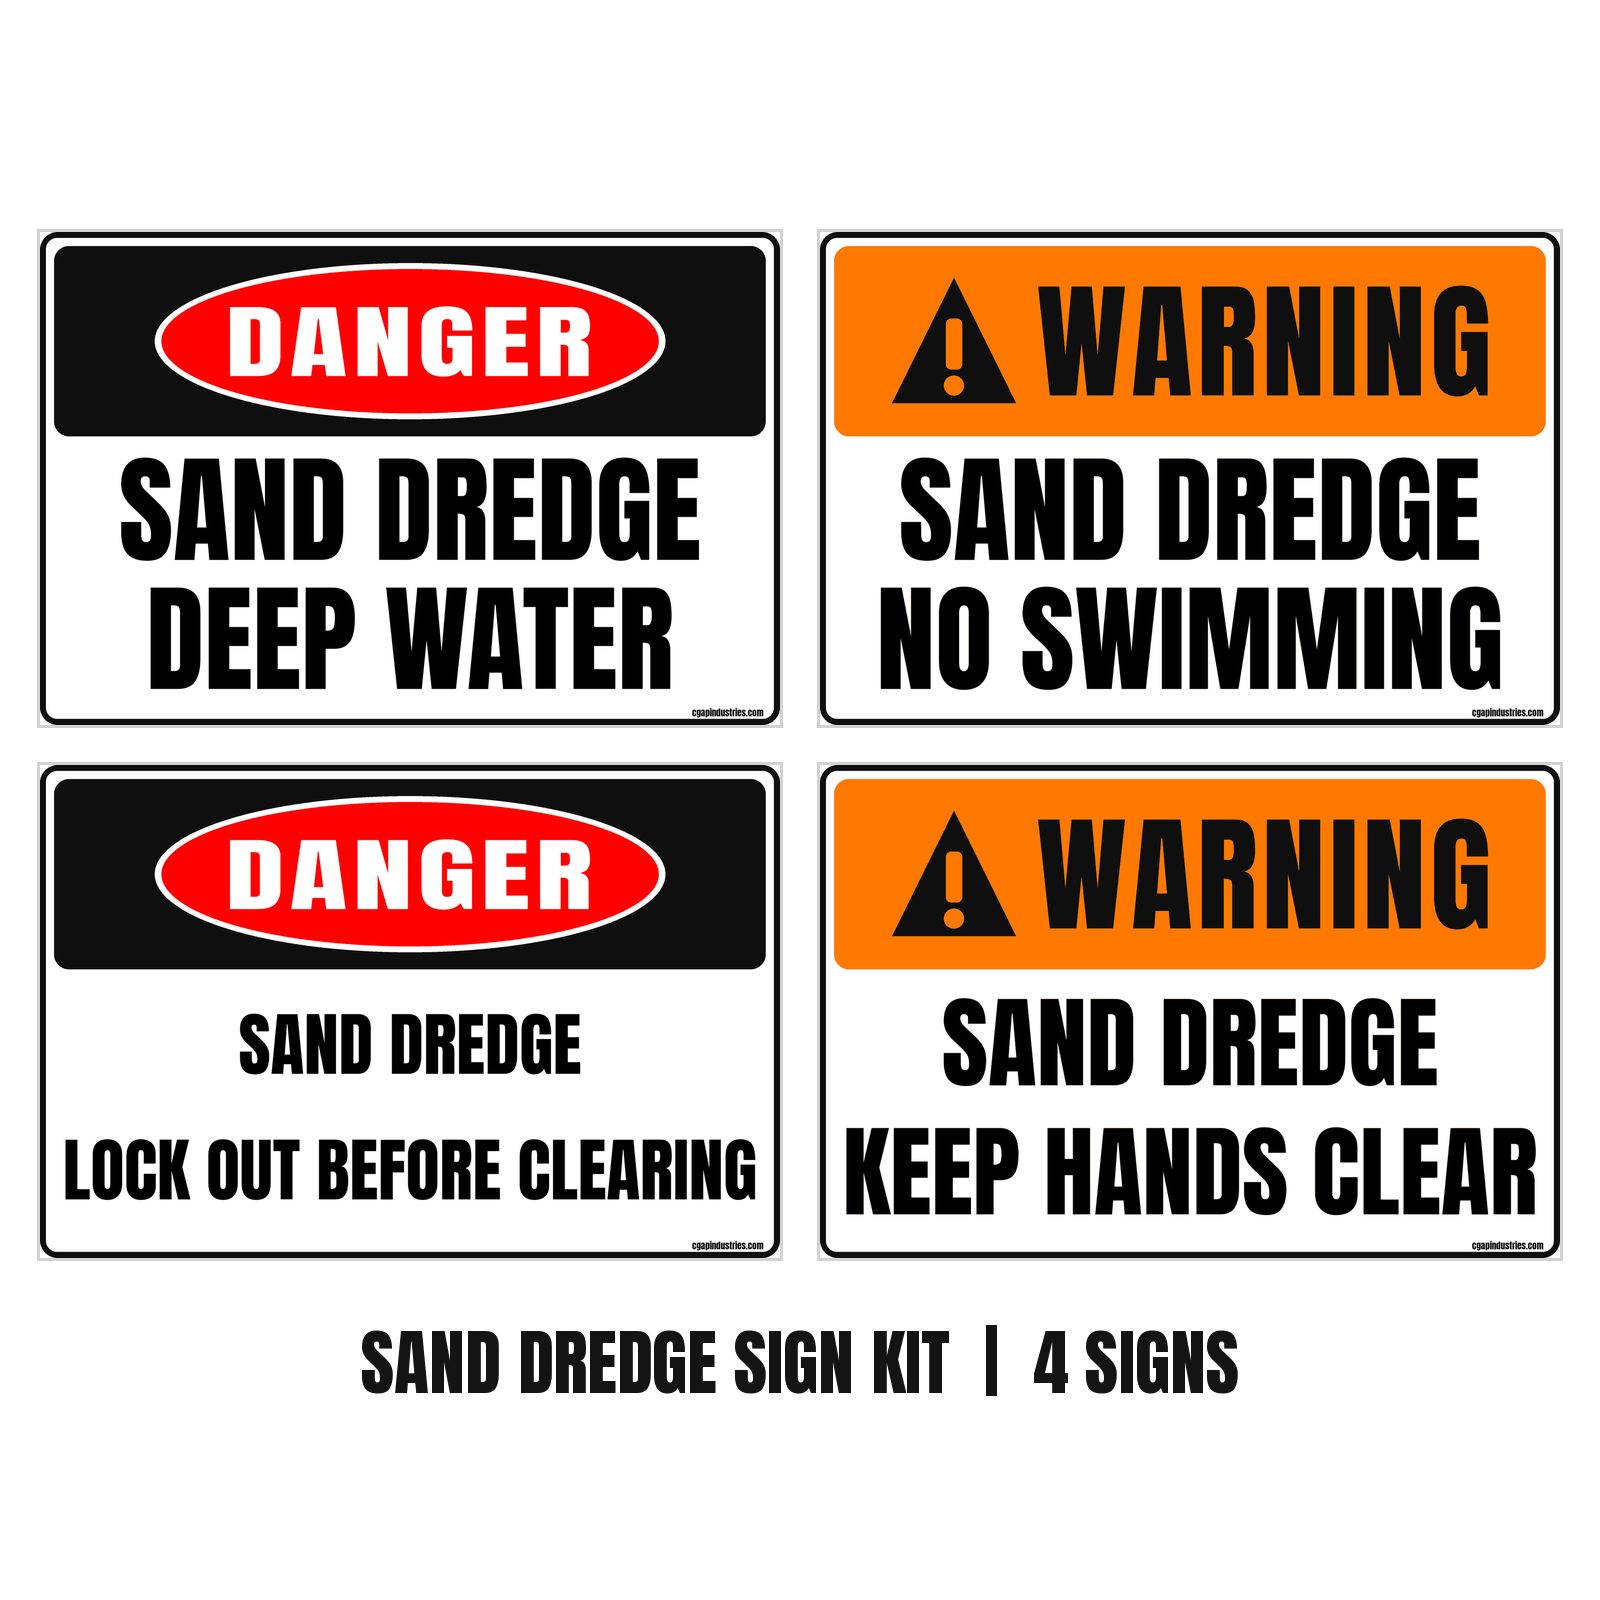 DANGER
SAND DREDGE
DEEP WATER
cgapindustries.com
WARNING
SAND DREDGE
NO SWIMMING
cgapindustries.com
DANGER
SAND DREDGE
LOCK OUT BEFORE CLEARING
cgapindustries.com
WARNING
SAND DREDGE
KEEP HANDS CLEAR
cgapindustries.com
SAND DREDGE SIGN KIT | 4 SIGNS